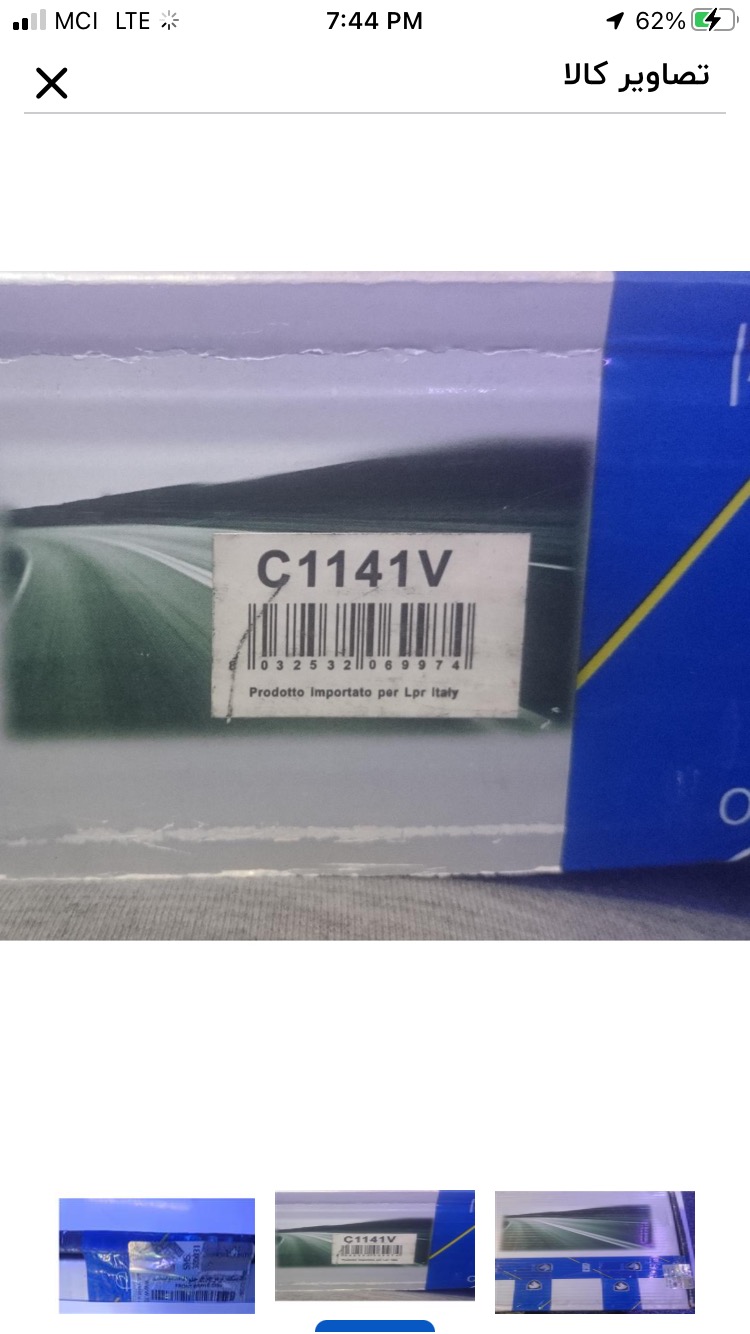 MCI LTE 7:44 PM 62%
تصاویر کالا
C1141V
8 032532 069974
Prodotto importato per Lpr Italy
C1141V